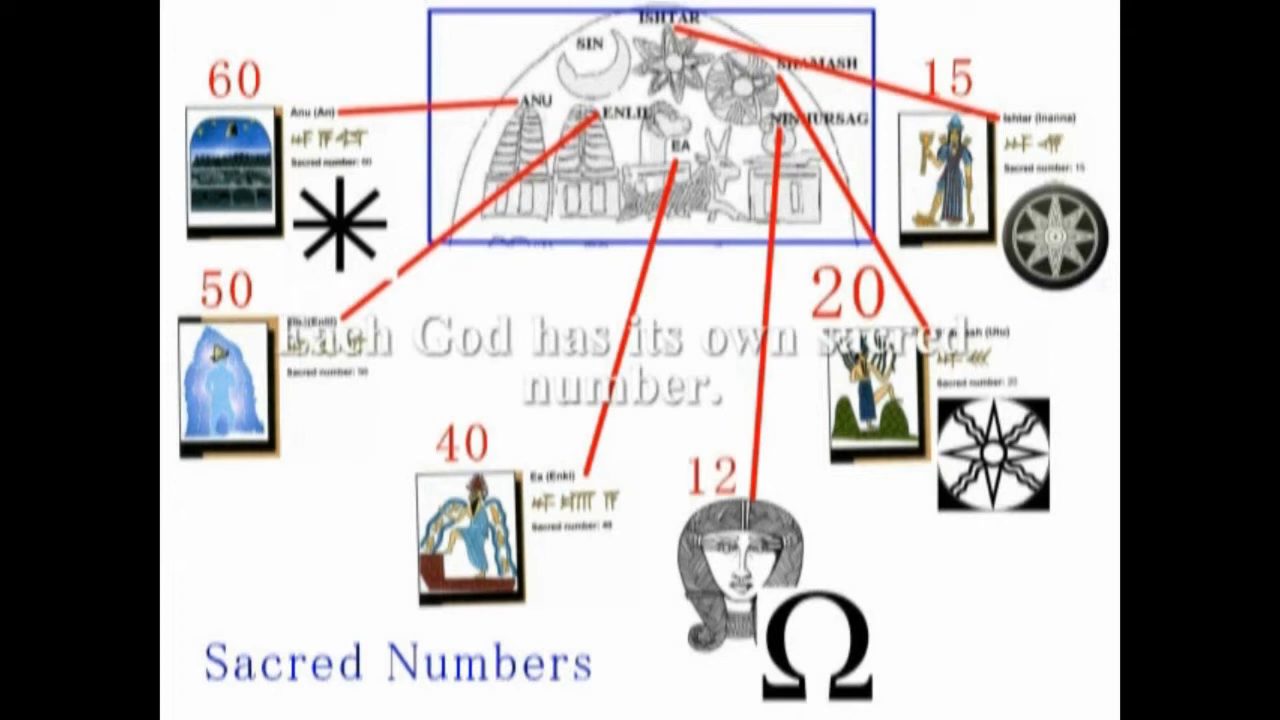 ISHTAR
SIN
SHAMASH
60
15
ANU
ENLIL
NINHURSAG
Anu (An)
Ishtar (Inanna)
EA
Sacred number: 60
Sacred number: 15
50
20
Each God has its own sacred
number.
Sacred number: 50
Sacred number: 20
40
12
Ea (Enki)
Sacred number: 40
Ω
Sacred Numbers